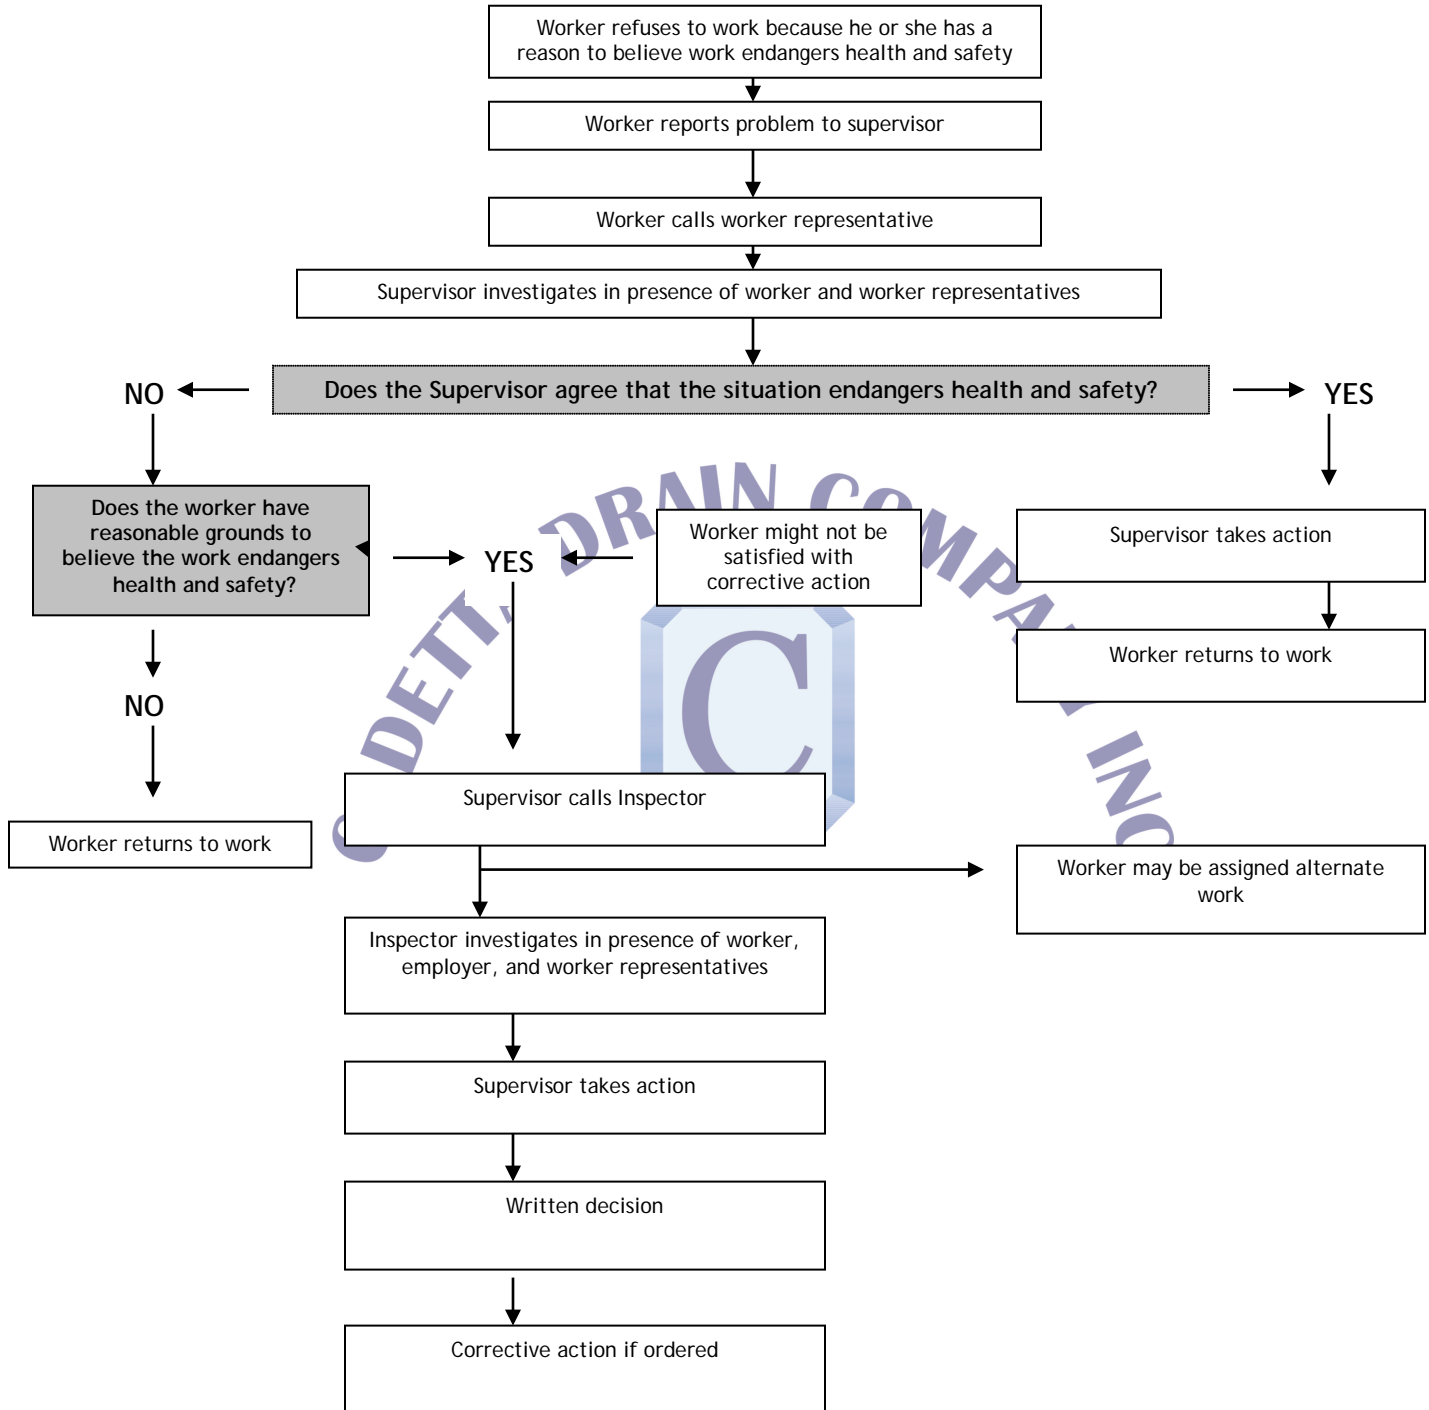 Worker refuses to work because he or she has a
reason to believe work endangers health and safety
Worker reports problem to supervisor
Worker calls worker representative
Supervisor investigates in presence of worker and worker representatives
Does the Supervisor agree that the situation endangers health and safety?
NO
YES
Does the worker have
reasonable grounds to
believe the work endangers
health and safety?
YES
Worker might not be
satisfied with
corrective action
Supervisor takes action
Worker returns to work
NO
Supervisor calls Inspector
Worker returns to work
Worker may be assigned alternate
work
Inspector investigates in presence of worker,
employer, and worker representatives
Supervisor takes action
Written decision
Corrective action if ordered
DRAIN
C